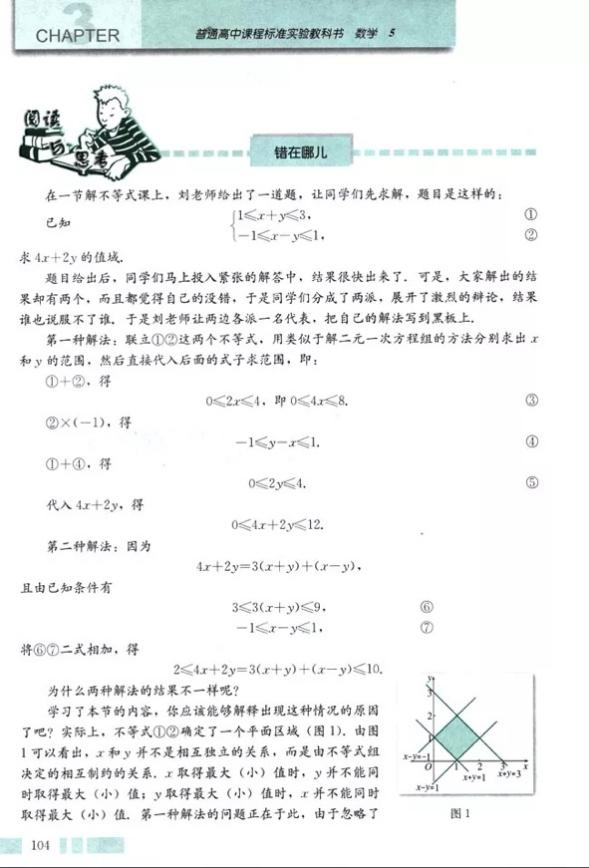 3
CHAPTER
普通高中课程标准实验教科书 数学 5
阅读
与
思考
错在哪儿
在一节解不等式课上，刘老师给出了一道题，让同学们先求解，题目是这样的：
已知
1≤x+y≤3， ①
-1≤x-y≤1， ②
求 4x+2y 的值域.
题目给出后，同学们马上投入紧张的解答中，结果很快出来了. 可是，大家解出的结
果却有两个，而且都觉得自己的没错，于是同学们分成了两派，展开了激烈的辩论，结果
谁也说服不了谁. 于是刘老师让两边各派一名代表，把自己的解法写到黑板上.
第一种解法：联立①②这两个不等式，用类似于解二元一次方程组的方法分别求出 x
和 y 的范围，然后直接代入后面的式子求范围，即：
①+②，得
0≤2x≤4，即 0≤4x≤8. ③
②×(-1)，得
-1≤y-x≤1. ④
①+④，得
0≤2y≤4. ⑤
代入 4x+2y，得
0≤4x+2y≤12.
第二种解法：因为
4x+2y=3(x+y)+(x-y)，
且由已知条件有
3≤3(x+y)≤9， ⑥
-1≤x-y≤1， ⑦
将⑥⑦二式相加，得
2≤4x+2y=3(x+y)+(x-y)≤10.
为什么两种解法的结果不一样呢？
学习了本节的内容，你应该能够解释出现这种情况的原因
了吧？实际上，不等式①②确定了一个平面区域（图 1）. 由图
1 可以看出，x 和 y 并不是相互独立的关系，而是由不等式组
决定的相互制约的关系. x 取得最大（小）值时，y 并不能同
时取得最大（小）值；y 取得最大（小）值时，x 并不能同时
取得最大（小）值. 第一种解法的问题正在于此，由于忽略了
y
3
2
1
x-y=-1
O
1
2
3
x
x+y=1
x+y=3
x-y=1
图 1
104